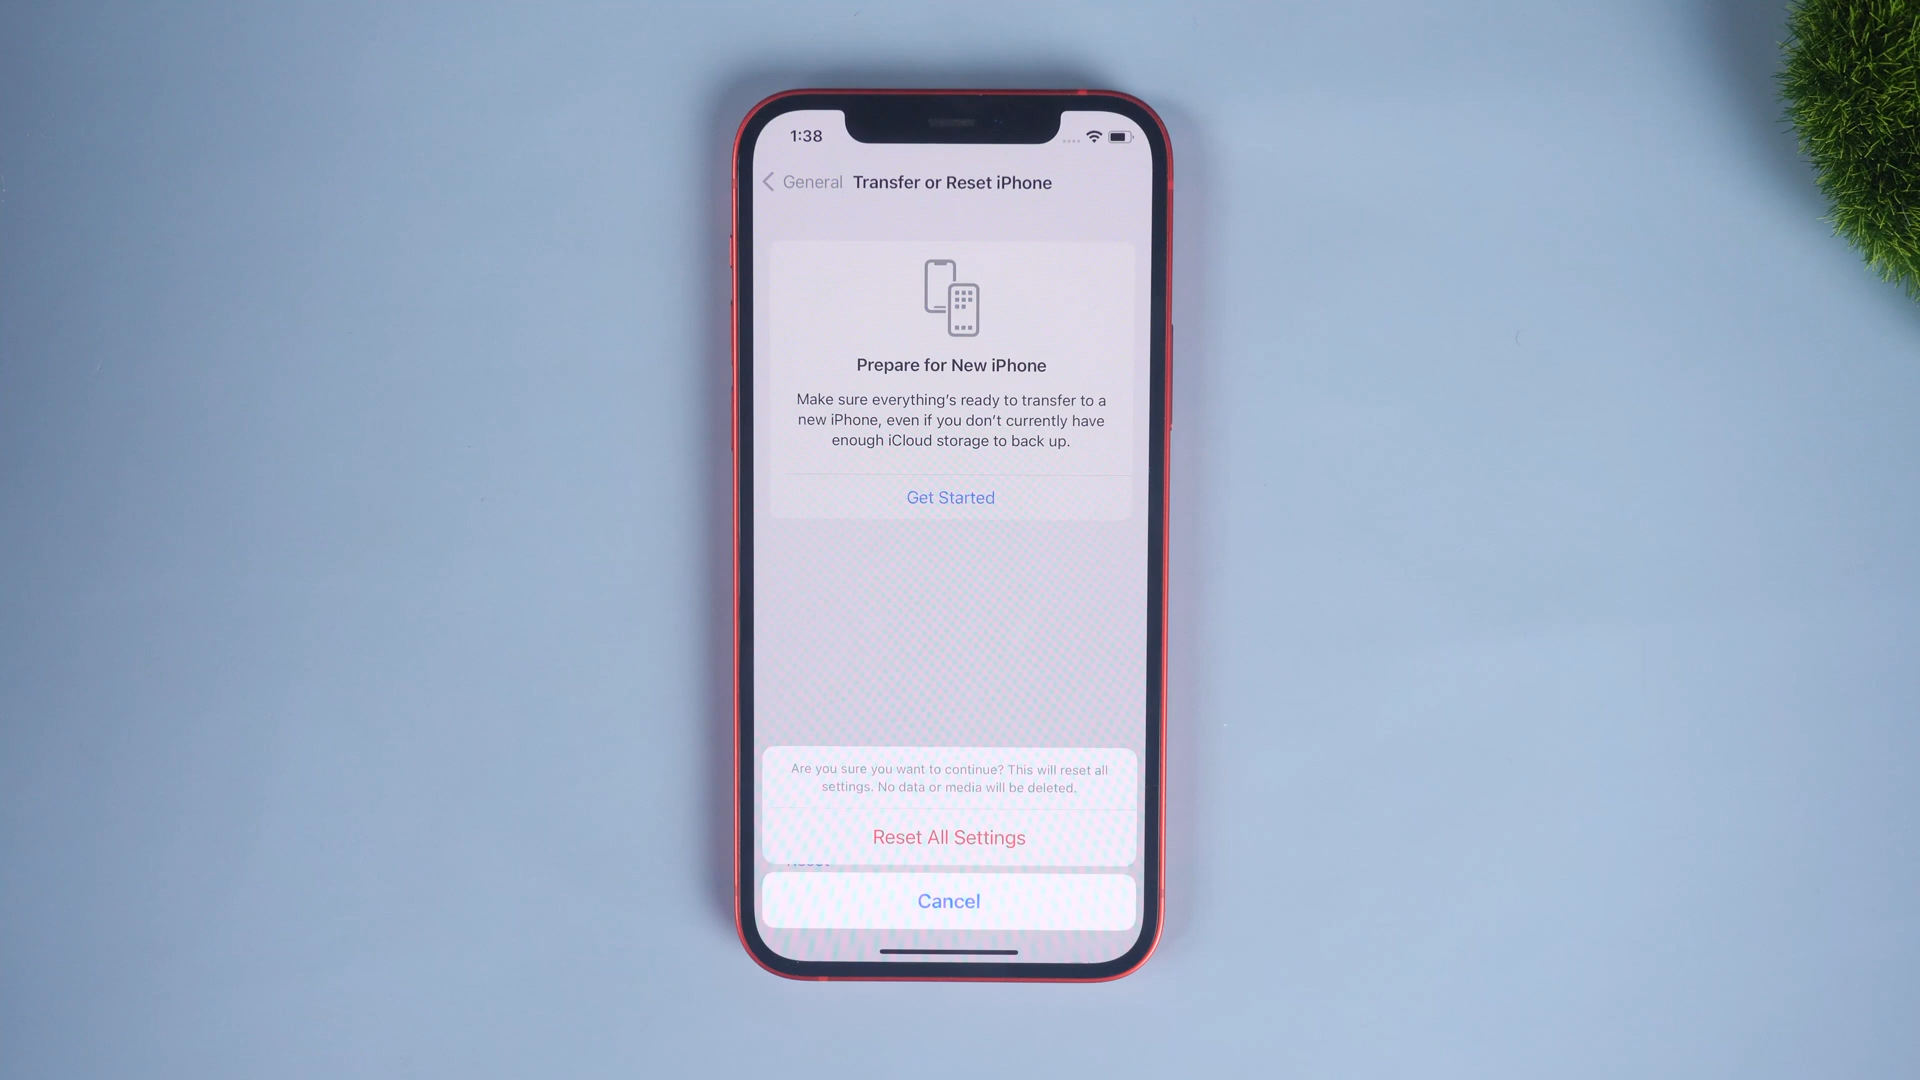 1:38
General Transfer or Reset iPhone
Prepare for New iPhone
Make sure everything's ready to transfer to a
new iPhone, even if you don't currently have
enough iCloud storage to back up.
Get Started
Are you sure you want to continue? This will reset all
settings. No data or media will be deleted.
Reset All Settings
Reset
Cancel